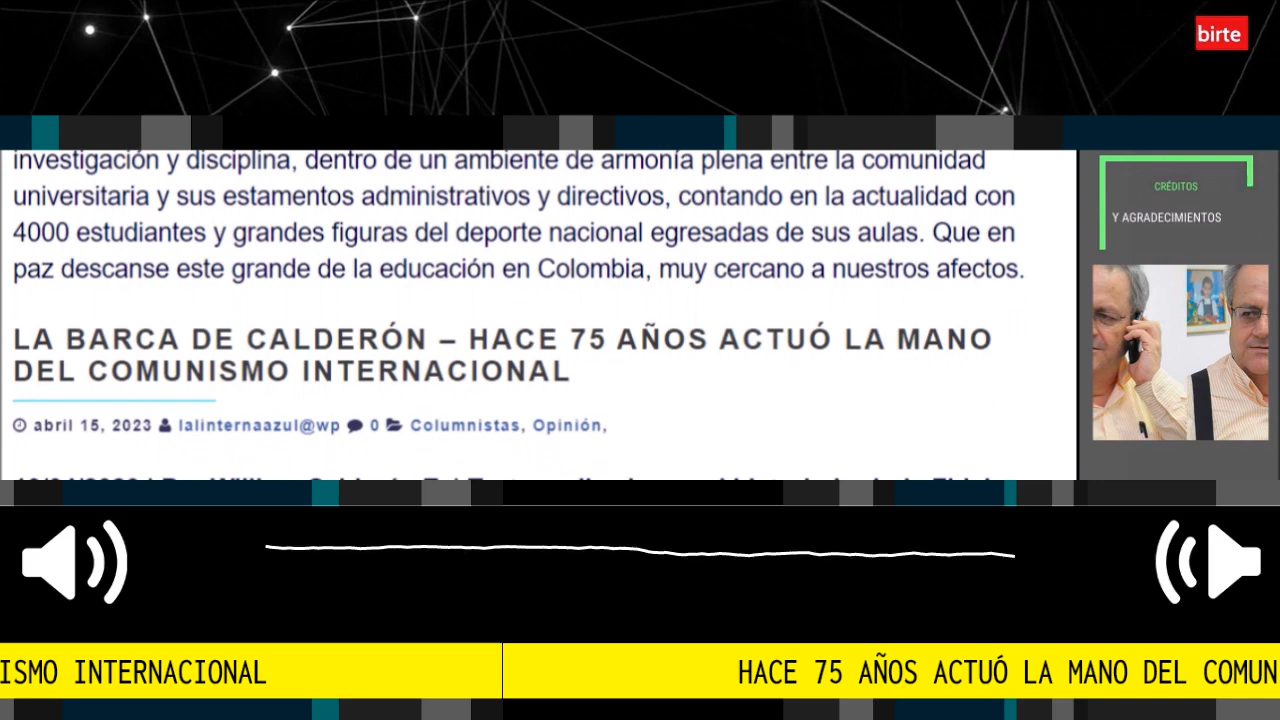 birte
investigación y disciplina, dentro de un ambiente de armonía plena entre la comunidad
universitaria y sus estamentos administrativos y directivos, contando en la actualidad con
4000 estudiantes y grandes figuras del deporte nacional egresadas de sus aulas. Que en
paz descanse este grande de la educación en Colombia, muy cercano a nuestros afectos.
LA BARCA DE CALDERÓN – HACE 75 AÑOS ACTUÓ LA MANO
DEL COMUNISMO INTERNACIONAL
abril 15, 2023 lalinternaazul@wp 0 Columnistas, Opinión,
CRÉDITOS
Y AGRADECIMIENTOS
ISMO INTERNACIONAL
HACE 75 AÑOS ACTUÓ LA MANO DEL COMUN